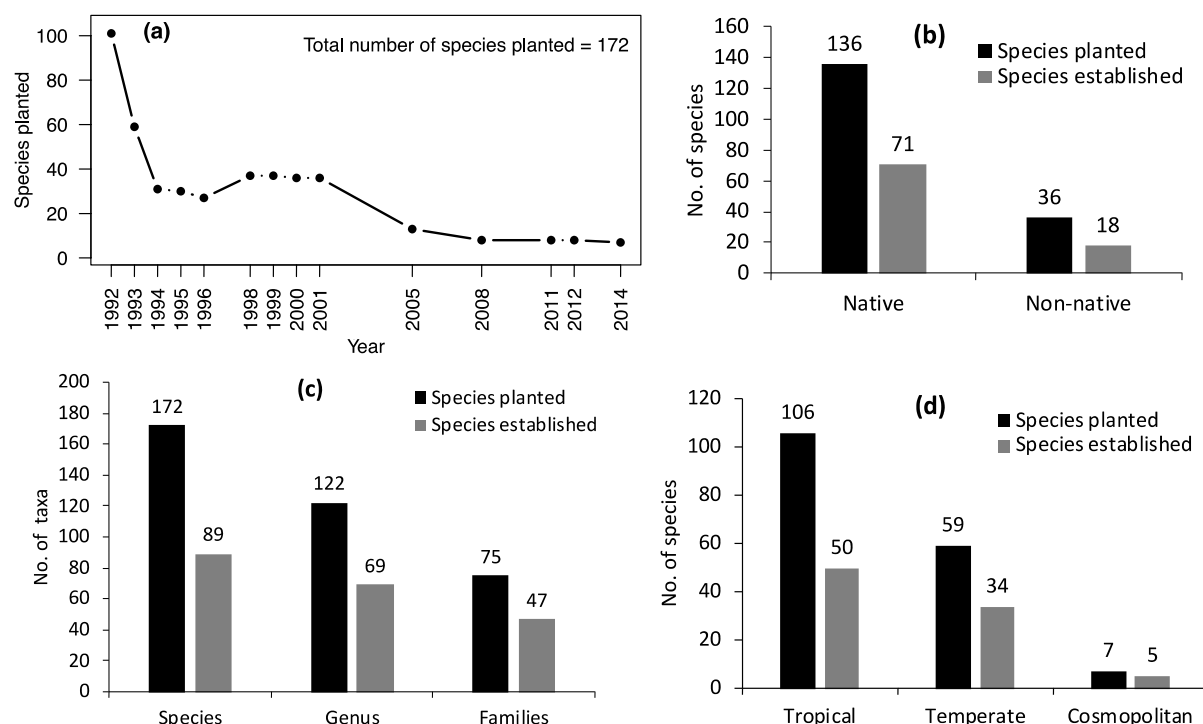 (a)
Total number of species planted = 172
Species planted
100
80
60
40
20
0
1992
1993
1994
1995
1996
1998
1999
2000
2001
2005
2008
2011
2012
2014
Year
(b)
Species planted
Species established
No. of species
160
140
120
100
80
60
40
20
0
136
71
36
18
Native
Non-native
(c)
Species planted
Species established
No. of taxa
200
180
160
140
120
100
80
60
40
20
0
172
89
122
69
75
47
Species
Genus
Families
(d)
Species planted
Species established
No. of species
120
100
80
60
40
20
0
106
50
59
34
7
5
Tropical
Temperate
Cosmopolitan